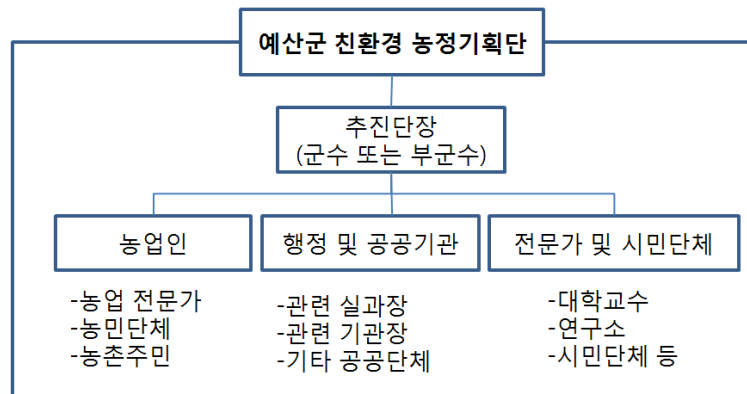 예산군 친환경 농정기획단
추진단장
(군수 또는 부군수)
농업인
행정 및 공공기관
전문가 및 시민단체
-농업 전문가
-농민단체
-농촌주민
-관련 실과장
-관련 기관장
-기타 공공단체
-대학교수
-연구소
-시민단체 등